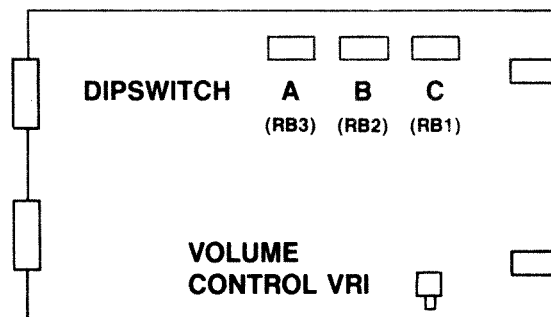 DIPSWITCH A B C
(RB3) (RB2) (RB1)
VOLUME
CONTROL VRI